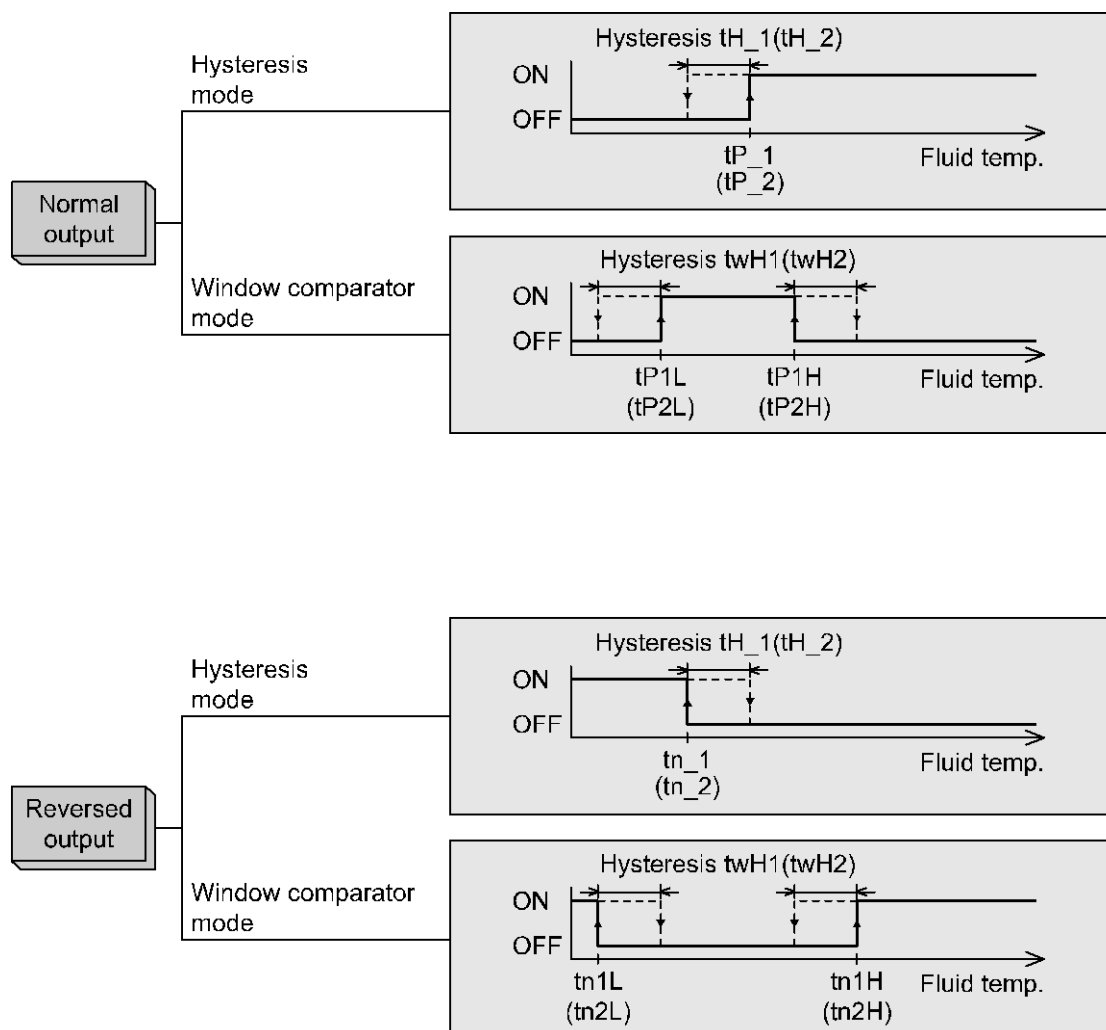 Normal
output
Hysteresis
mode
Hysteresis tH_1(tH_2)
ON
OFF
tP_1
(tP_2)
Fluid temp.
Window comparator
mode
Hysteresis twH1(twH2)
ON
OFF
tP1L
(tP2L)
tP1H
(tP2H)
Fluid temp.
Reversed
output
Hysteresis
mode
Hysteresis tH_1(tH_2)
ON
OFF
tn_1
(tn_2)
Fluid temp.
Window comparator
mode
Hysteresis twH1(twH2)
ON
OFF
tn1L
(tn2L)
tn1H
(tn2H)
Fluid temp.